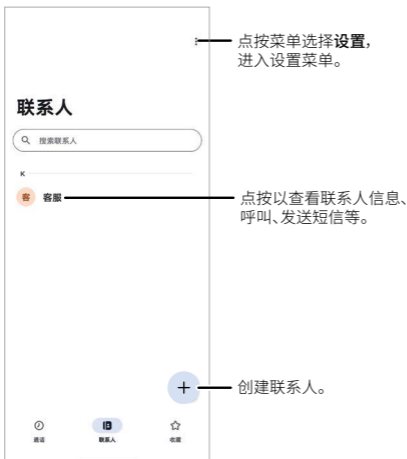 点按菜单选择设置，
进入设置菜单。
联系人
搜索联系人
K
客 客服
点按以查看联系人信息、
呼叫、发送短信等。
创建联系人。
通话 联系人 收藏